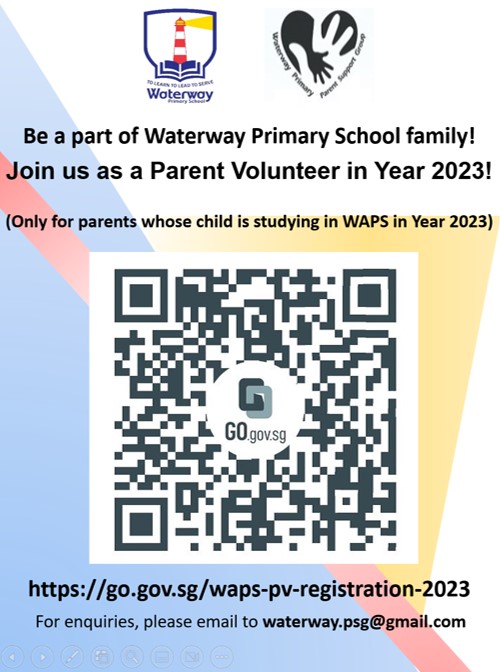 TO LEARN TO LEAD TO SERVE
Waterway
Primary School
Waterway Primary Parent Support Group
Be a part of Waterway Primary School family!
Join us as a Parent Volunteer in Year 2023!
(Only for parents whose child is studying in WAPS in Year 2023)
GO.gov.sg
https://go.gov.sg/waps-pv-registration-2023
For enquiries, please email to waterway.psg@gmail.com